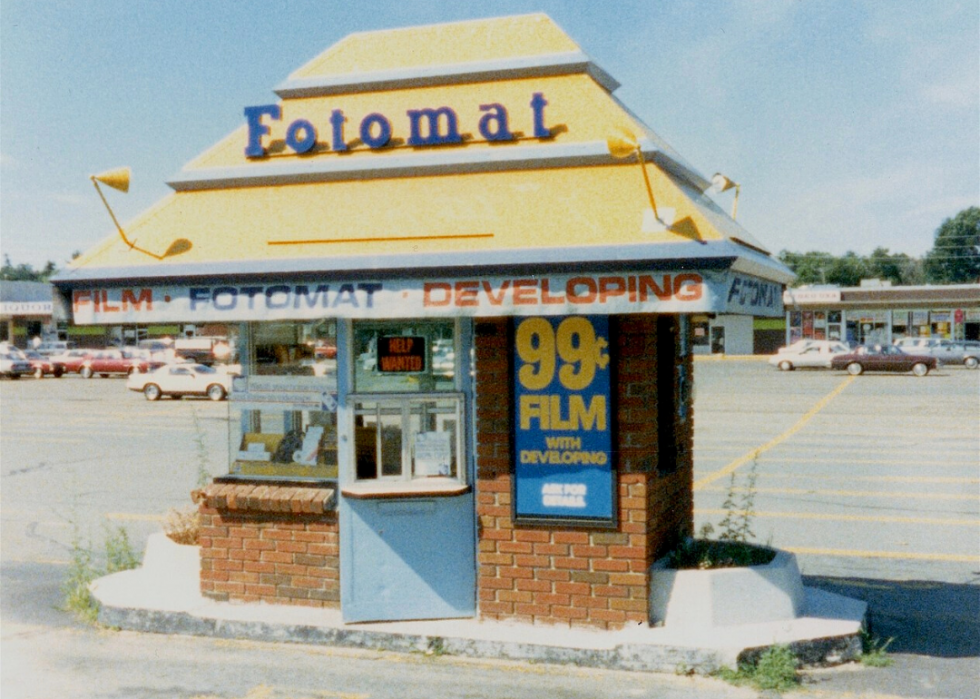 Fotomat
FILM · FOTOMAT · DEVELOPING
FOTOMAT
HELP
WANTED
99¢
FILM
WITH
DEVELOPING
ASK FOR
DETAILS